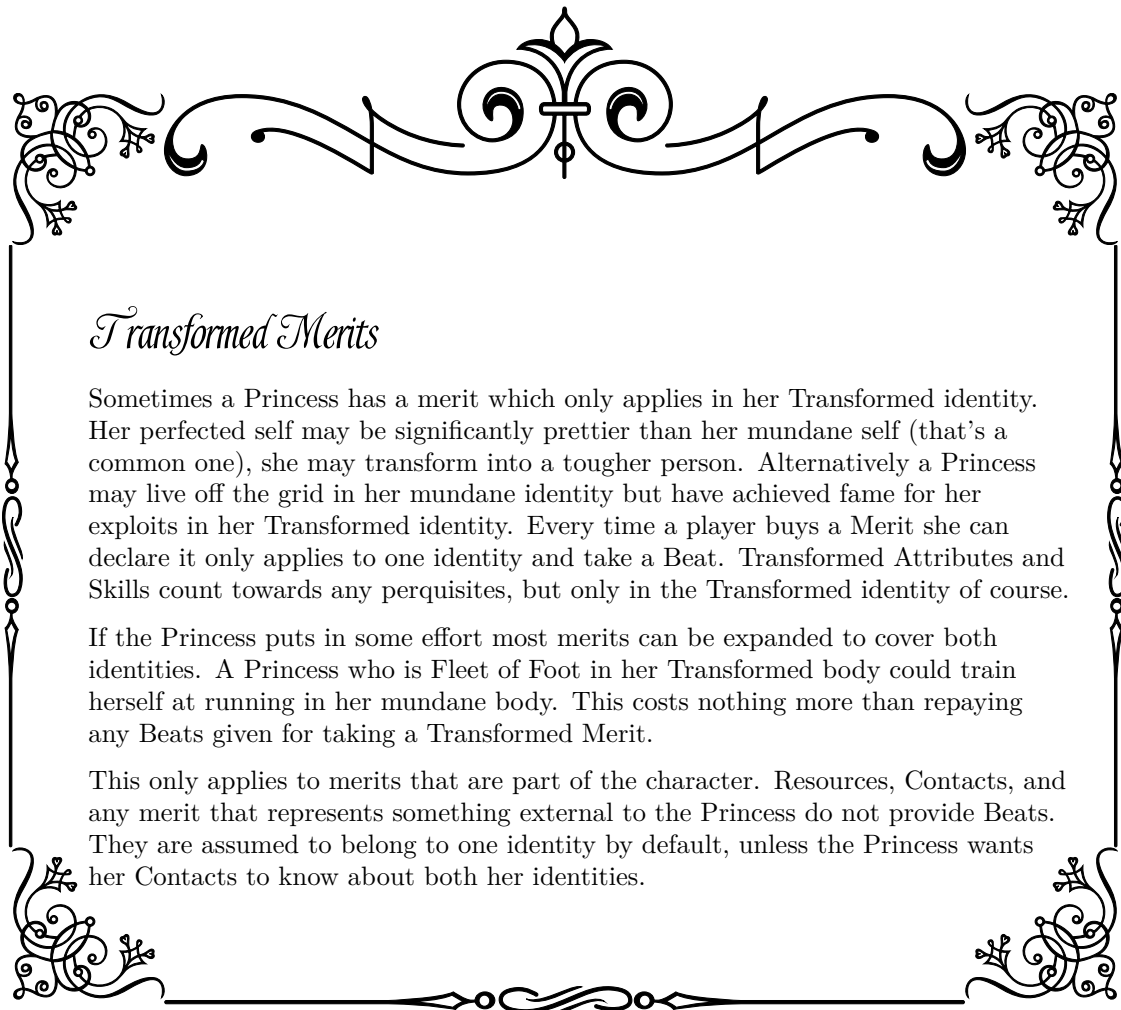 Transformed Merits
Sometimes a Princess has a merit which only applies in her Transformed identity.
Her perfected self may be significantly prettier than her mundane self (that's a
common one), she may transform into a tougher person. Alternatively a Princess
may live off the grid in her mundane identity but have achieved fame for her
exploits in her Transformed identity. Every time a player buys a Merit she can
declare it only applies to one identity and take a Beat. Transformed Attributes and
Skills count towards any perquisites, but only in the Transformed identity of course.
If the Princess puts in some effort most merits can be expanded to cover both
identities. A Princess who is Fleet of Foot in her Transformed body could train
herself at running in her mundane body. This costs nothing more than repaying
any Beats given for taking a Transformed Merit.
This only applies to merits that are part of the character. Resources, Contacts, and
any merit that represents something external to the Princess do not provide Beats.
They are assumed to belong to one identity by default, unless the Princess wants
her Contacts to know about both her identities.